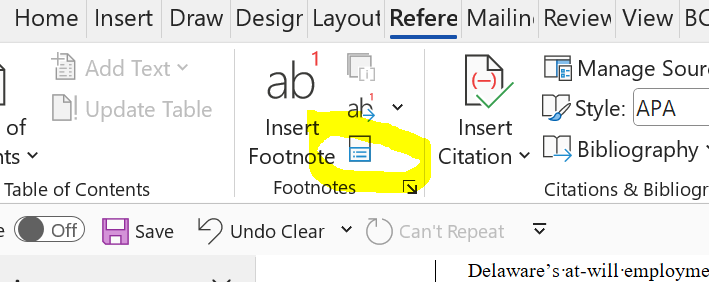 Home Insert Draw Design Layout Refere Mailin Review View BC
Add Text
ab1
Manage Sour
Update Table
ab1
Style: APA
of
Insert
Insert
nts
Footnote
Citation
Bibliography
Table of Contents
Footnotes
Citations & Bibliogr
e Off Save Undo Clear Can't Repeat
Delaware's·at-will·employme